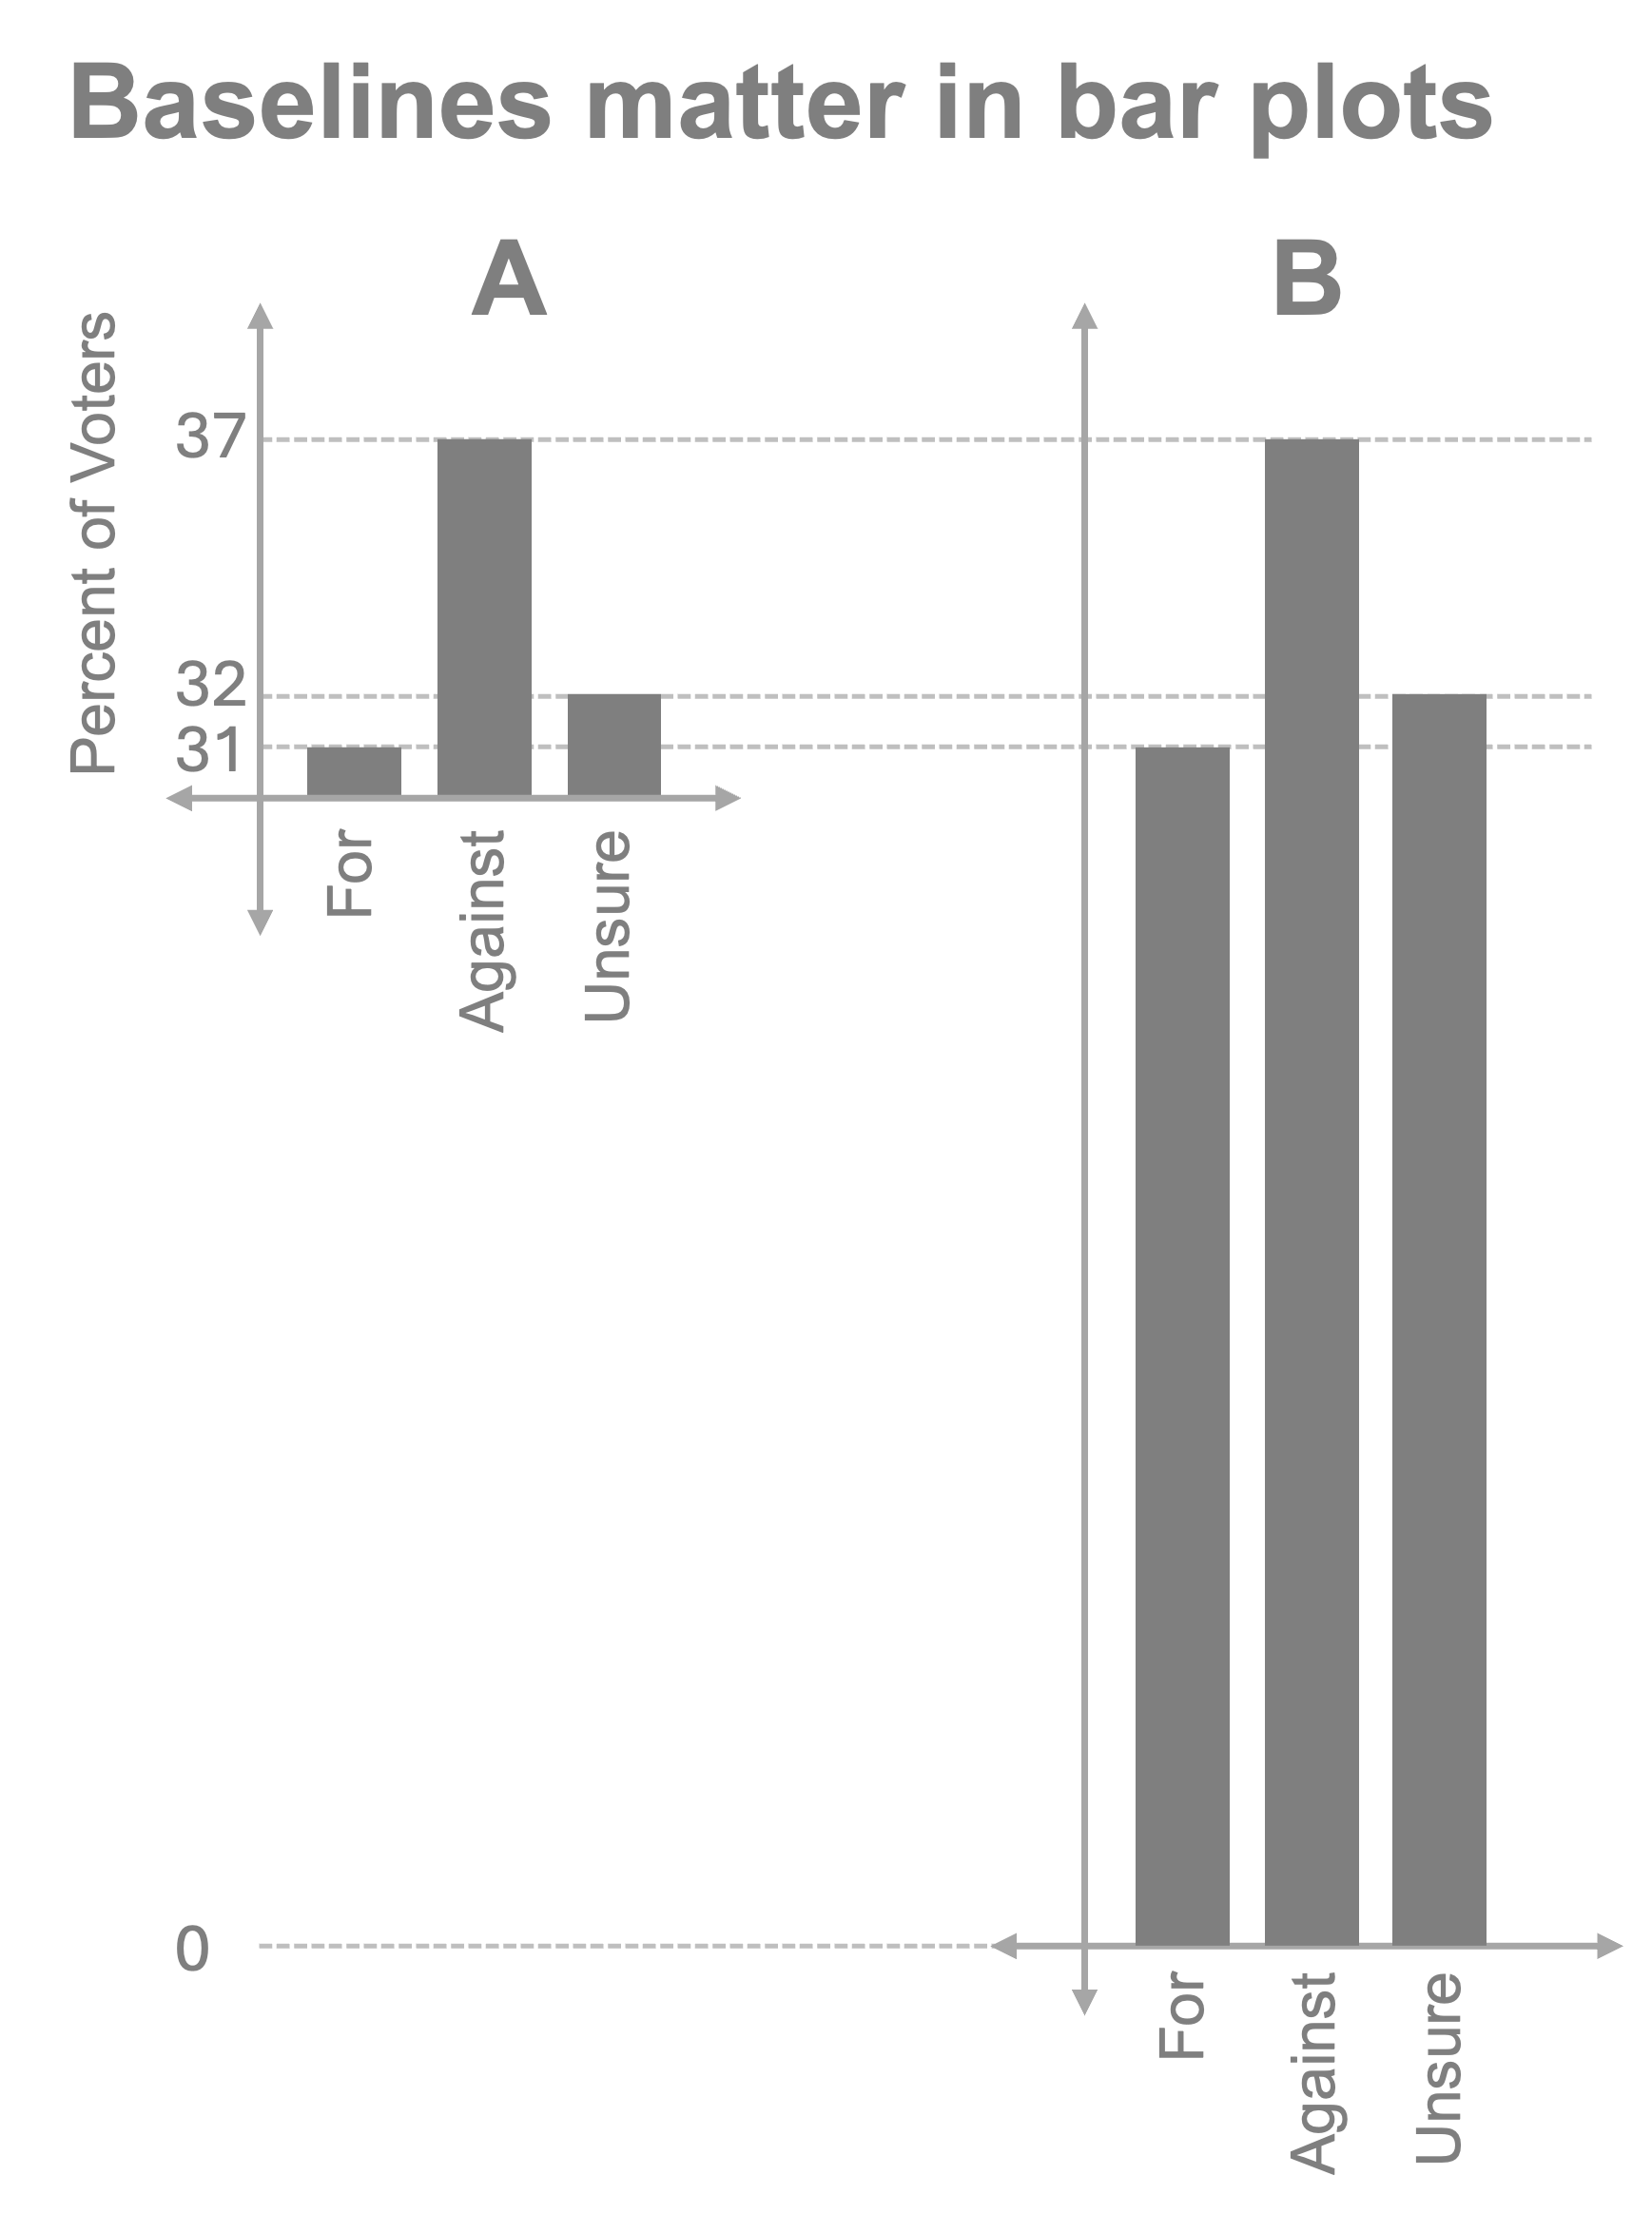 Baselines matter in bar plots
A
B
Percent of Voters
37
32
31
For
Against
Unsure
0
For
Against
Unsure